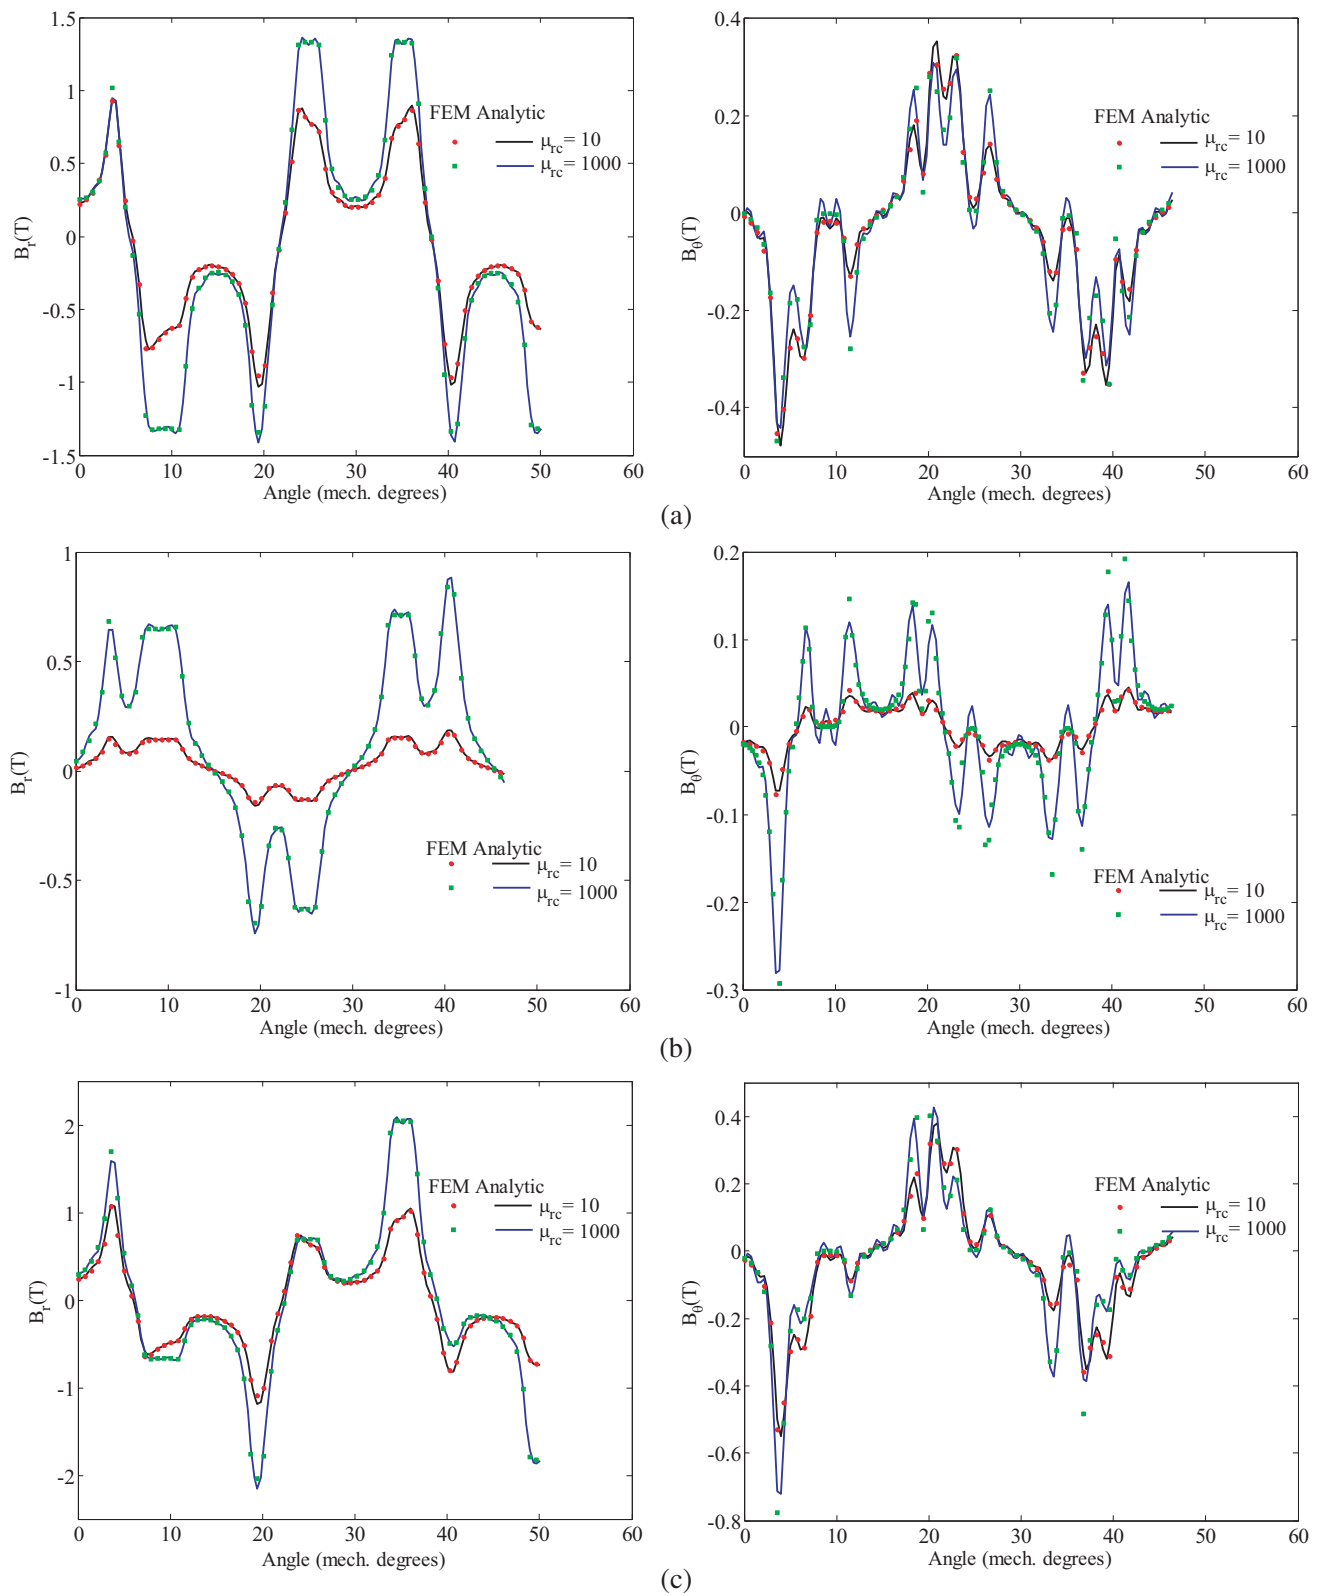 1.5
1
0.5
0
-0.5
-1
-1.5
B_r(T)
FEM Analytic
μ_rc= 10
μ_rc= 1000
0 10 20 30 40 50 60
Angle (mech. degrees)
0.4
0.2
0
-0.2
-0.4
B_θ(T)
FEM Analytic
μ_rc= 10
μ_rc= 1000
0 10 20 30 40 50 60
Angle (mech. degrees)
(a)
1
0.5
0
-0.5
-1
B_r(T)
FEM Analytic
μ_rc= 10
μ_rc= 1000
0 10 20 30 40 50 60
Angle (mech. degrees)
0.2
0.1
0
-0.1
-0.2
-0.3
B_θ(T)
FEM Analytic
μ_rc= 10
μ_rc= 1000
0 10 20 30 40 50 60
Angle (mech. degrees)
(b)
2
1
0
-1
-2
B_r(T)
FEM Analytic
μ_rc= 10
μ_rc= 1000
0 10 20 30 40 50 60
Angle (mech. degrees)
0.4
0.2
0
-0.2
-0.4
-0.6
-0.8
B_θ(T)
FEM Analytic
μ_rc= 10
μ_rc= 1000
0 10 20 30 40 50 60
Angle (mech. degrees)
(c)